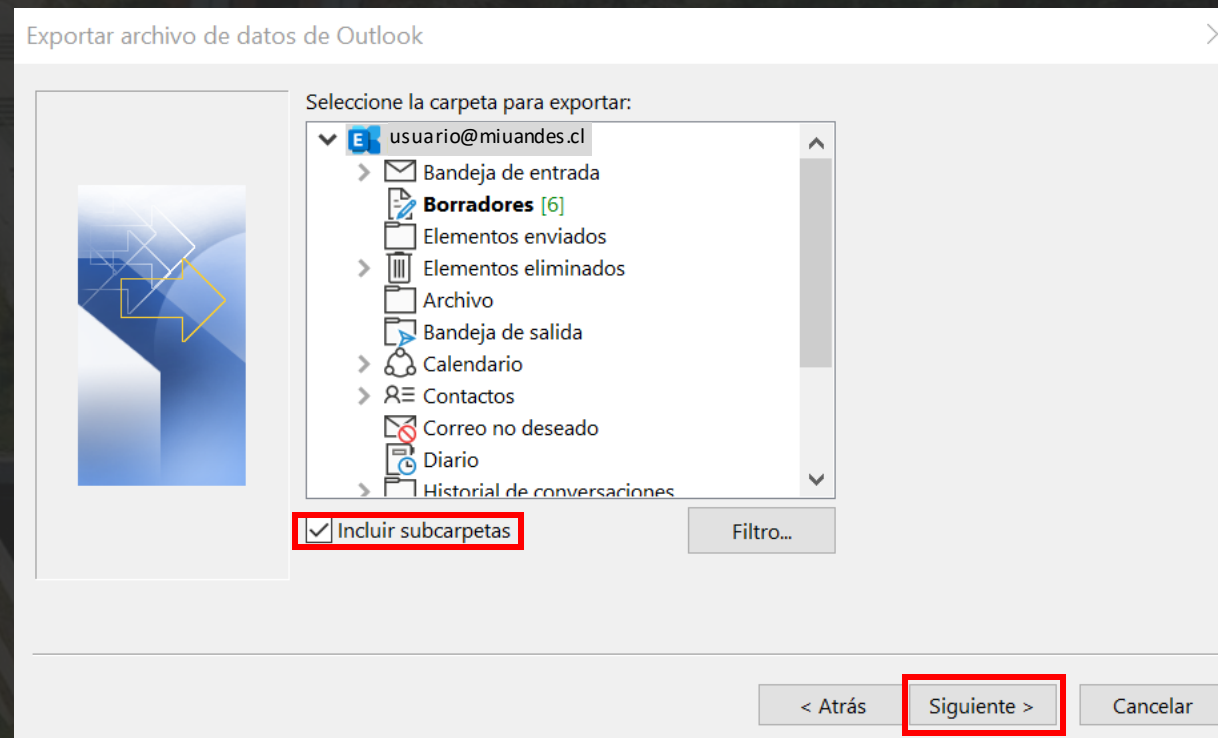 Exportar archivo de datos de Outlook
Seleccione la carpeta para exportar:
E usuario@miuandes.cl
Bandeja de entrada
Borradores [6]
Elementos enviados
Elementos eliminados
Archivo
Bandeja de salida
Calendario
Contactos
Correo no deseado
Diario
Historial de conversaciones
Incluir subcarpetas
Filtro...
< Atrás
Siguiente >
Cancelar